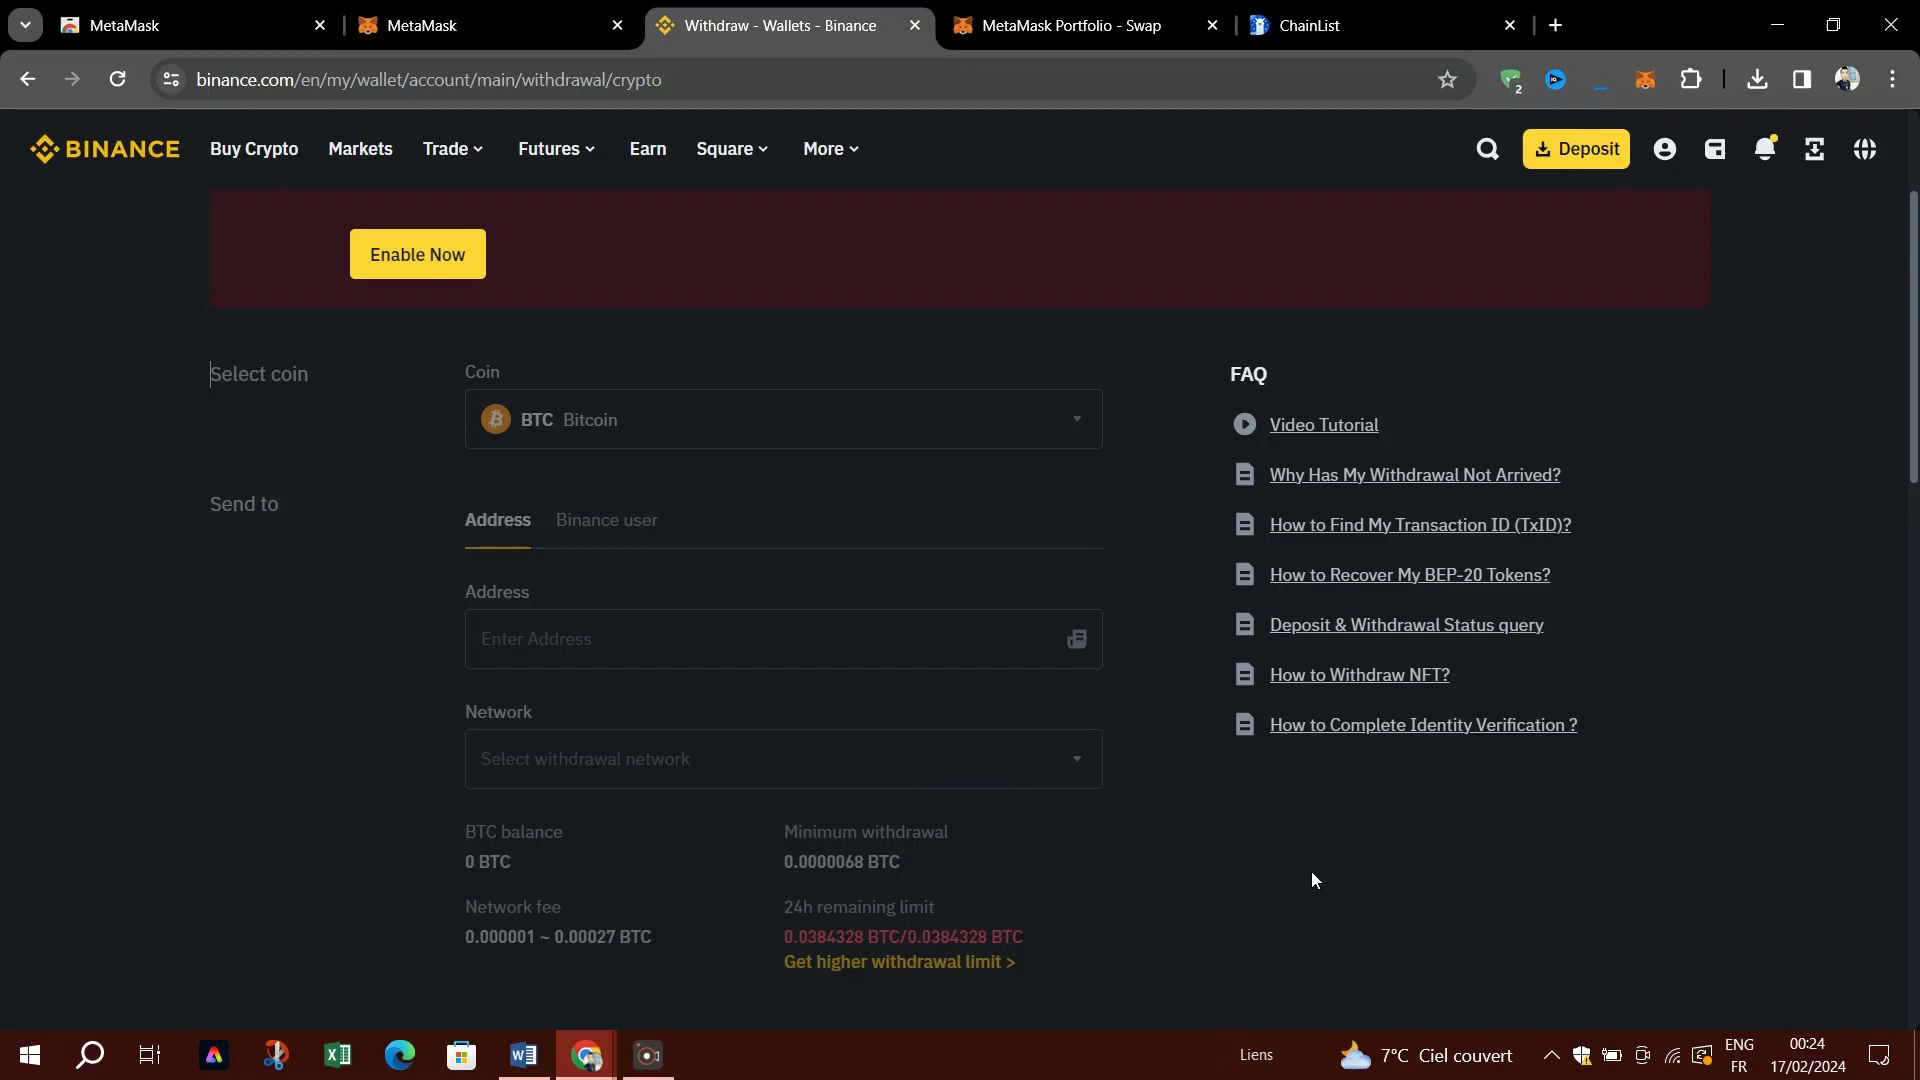 MetaMask
MetaMask
Withdraw - Wallets - Binance
MetaMask Portfolio - Swap
ChainList
binance.com/en/my/wallet/account/main/withdrawal/crypto
2
BINANCE
Buy Crypto
Markets
Trade
Futures
Earn
Square
More
Deposit
Enable Now
Select coin
Coin
BTC Bitcoin
Send to
Address
Binance user
Address
Enter Address
Network
Select withdrawal network
BTC balance
0 BTC
Minimum withdrawal
0.0000068 BTC
Network fee
0.000001 ~ 0.00027 BTC
24h remaining limit
0.0384328 BTC/0.0384328 BTC
Get higher withdrawal limit >
FAQ
Video Tutorial
Why Has My Withdrawal Not Arrived?
How to Find My Transaction ID (TxID)?
How to Recover My BEP-20 Tokens?
Deposit & Withdrawal Status query
How to Withdraw NFT?
How to Complete Identity Verification ?
Liens
7°C Ciel couvert
ENG
FR
00:24
17/02/2024